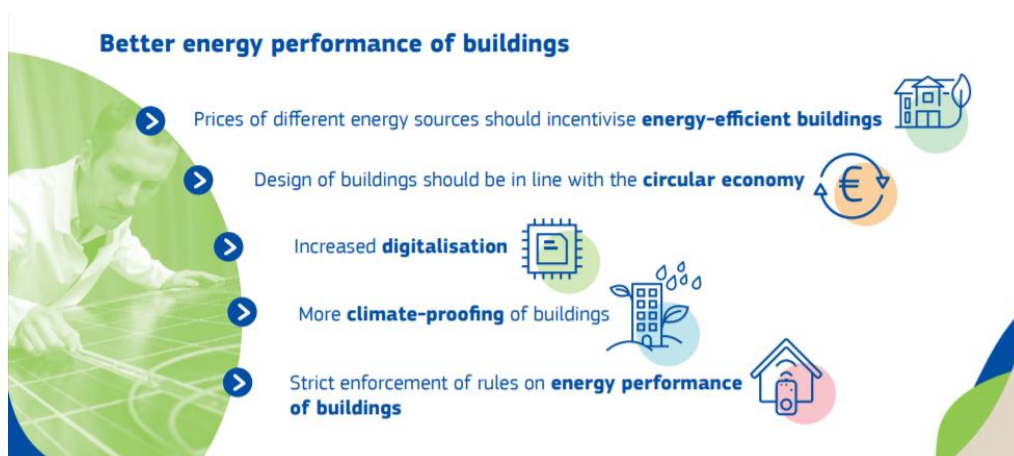 Better energy performance of buildings
Prices of different energy sources should incentivise energy-efficient buildings
Design of buildings should be in line with the circular economy
€
Increased digitalisation
More climate-proofing of buildings
Strict enforcement of rules on energy performance
of buildings